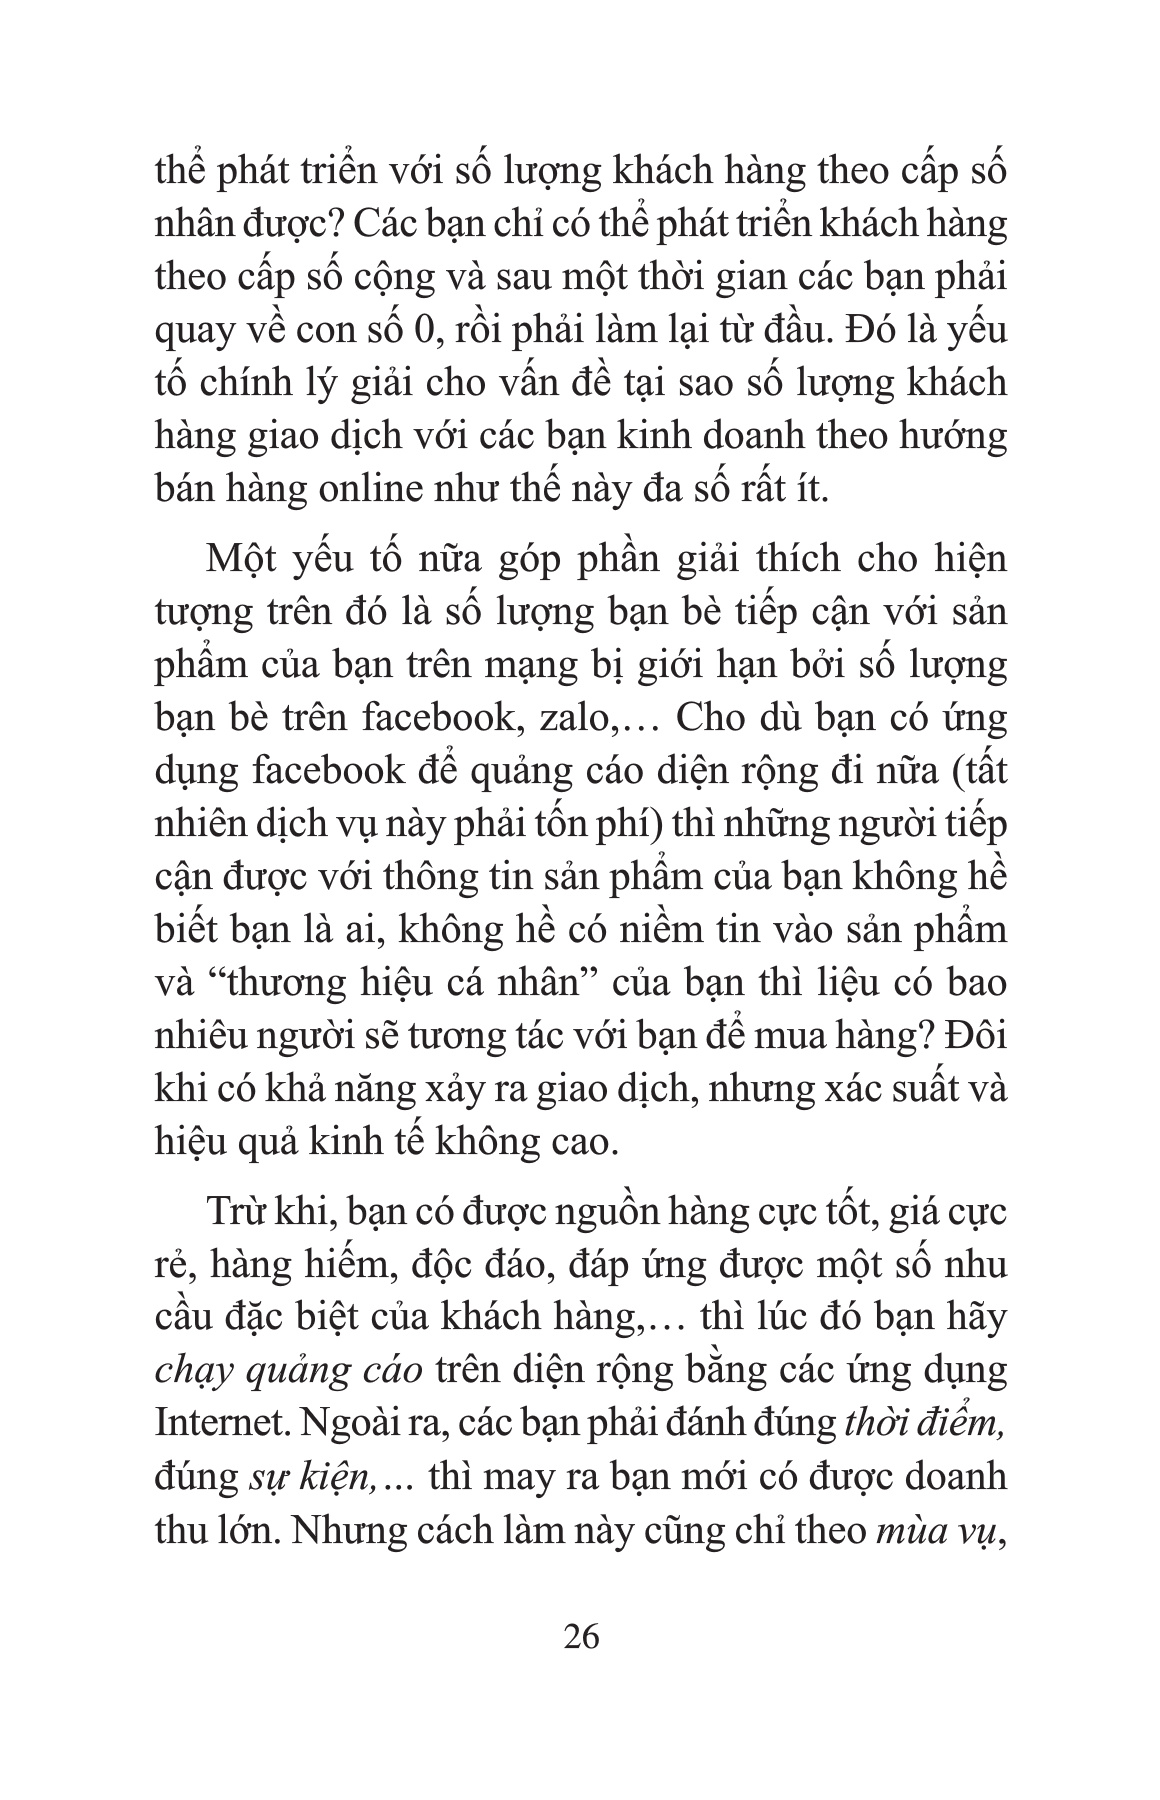 thể phát triển với số lượng khách hàng theo cấp số
nhân được? Các bạn chỉ có thể phát triển khách hàng
theo cấp số cộng và sau một thời gian các bạn phải
quay về con số 0, rồi phải làm lại từ đầu. Đó là yếu
tố chính lý giải cho vấn đề tại sao số lượng khách
hàng giao dịch với các bạn kinh doanh theo hướng
bán hàng online như thế này đa số rất ít.
Một yếu tố nữa góp phần giải thích cho hiện
tượng trên đó là số lượng bạn bè tiếp cận với sản
phẩm của bạn trên mạng bị giới hạn bởi số lượng
bạn bè trên facebook, zalo,… Cho dù bạn có ứng
dụng facebook để quảng cáo diện rộng đi nữa (tất
nhiên dịch vụ này phải tốn phí) thì những người tiếp
cận được với thông tin sản phẩm của bạn không hề
biết bạn là ai, không hề có niềm tin vào sản phẩm
và “thương hiệu cá nhân” của bạn thì liệu có bao
nhiêu người sẽ tương tác với bạn để mua hàng? Đôi
khi có khả năng xảy ra giao dịch, nhưng xác suất và
hiệu quả kinh tế không cao.
Trừ khi, bạn có được nguồn hàng cực tốt, giá cực
rẻ, hàng hiếm, độc đáo, đáp ứng được một số nhu
cầu đặc biệt của khách hàng,… thì lúc đó bạn hãy
chạy quảng cáo trên diện rộng bằng các ứng dụng
Internet. Ngoài ra, các bạn phải đánh đúng thời điểm,
đúng sự kiện,… thì may ra bạn mới có được doanh
thu lớn. Nhưng cách làm này cũng chỉ theo mùa vụ,
26